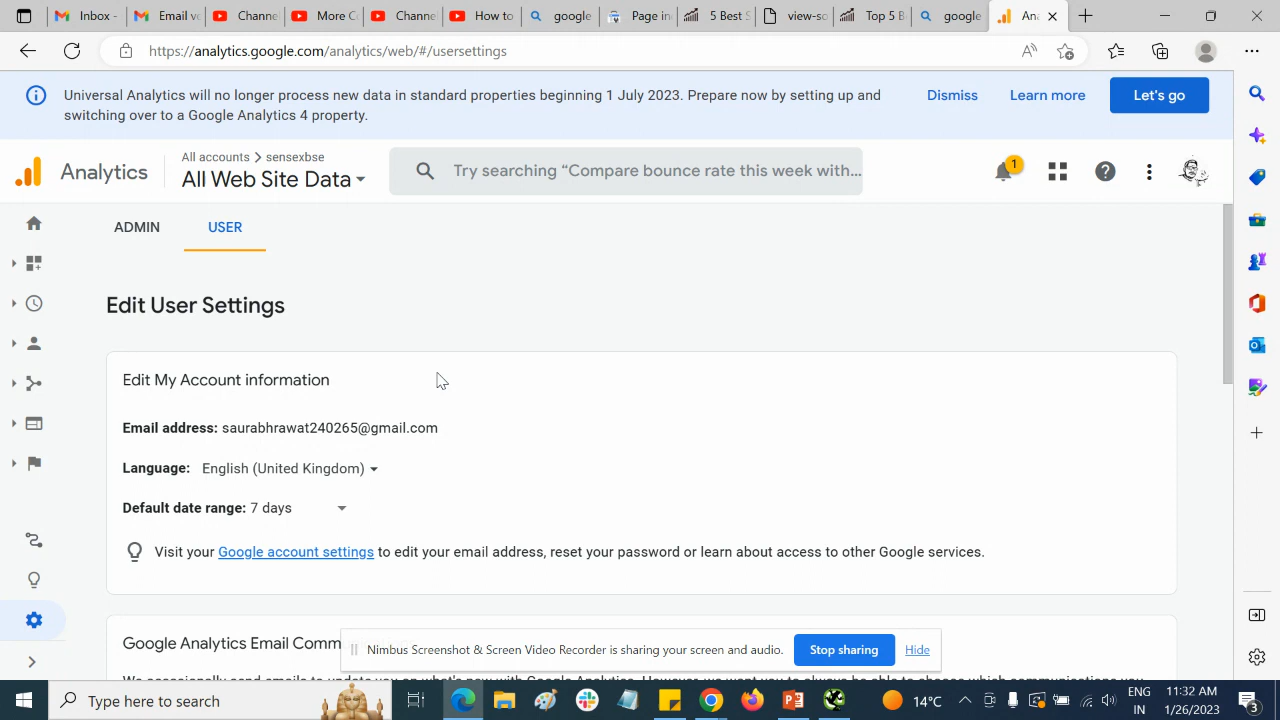 Inbox
Email v
Channe
More C
Channe
How to
google
Page in
5 Best S
view-so
Top 5 B
google
Ana
https://analytics.google.com/analytics/web/#/usersettings
Universal Analytics will no longer process new data in standard properties beginning 1 July 2023. Prepare now by setting up and
switching over to a Google Analytics 4 property.
Dismiss
Learn more
Let's go
Analytics
All accounts > sensexbse
All Web Site Data
Try searching “Compare bounce rate this week with...
1
ADMIN
USER
Edit User Settings
Edit My Account information
Email address: saurabhrawat240265@gmail.com
Language: English (United Kingdom)
Default date range: 7 days
Visit your Google account settings to edit your email address, reset your password or learn about access to other Google services.
Google Analytics Email Comm
Nimbus Screenshot & Screen Video Recorder is sharing your screen and audio.
Stop sharing
Hide
Type here to search
14°C
ENG
IN
11:32 AM
1/26/2023
3